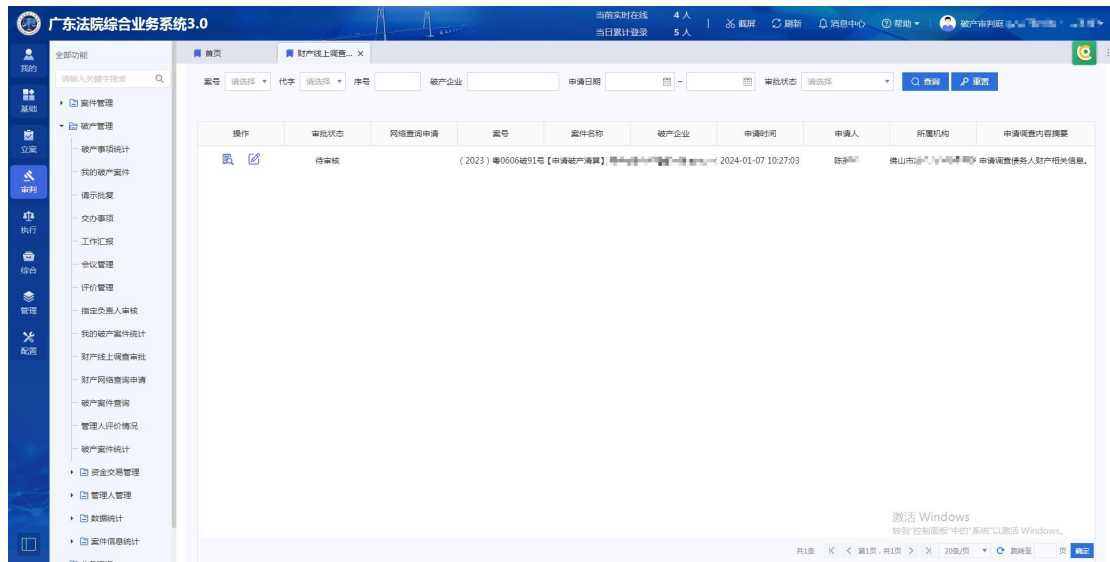 广东法院综合业务系统3.0
当前实时在线 4 人
当日累计登录 5 人
截屏 刷新 消息中心 帮助 破产审判庭
我的
基础
立案
审判
执行
综合
管理
配置
全部功能
请输入关键字搜索
案件管理
破产管理
破产事项统计
我的破产案件
请示批复
交办事项
工作汇报
会议管理
评价管理
指定负责人审核
我的破产案件统计
财产线上调查审批
财产网络查询申请
破产案件查询
管理人评价情况
破产案件统计
资金交易管理
管理人管理
数据统计
案件信息统计
首页 财产线上调查... ×
案号 请选择 代字 请选择 序号 破产企业 申请日期 ~ 审批状态 请选择 查询 重置
操作 审批状态 网络查询申请 案号 案件名称 破产企业 申请时间 申请人 所属机构 申请调查内容摘要
待审核 （2023）粤0606破91号【申请破产清算】 2024-01-07 10:27:03 陈 佛山市 申请调查债务人财产相关信息。
激活 Windows
转到"控制面板"中的"系统"以激活 Windows。
共1条 第1页，共1页 20条/页 跳转至 页 确定